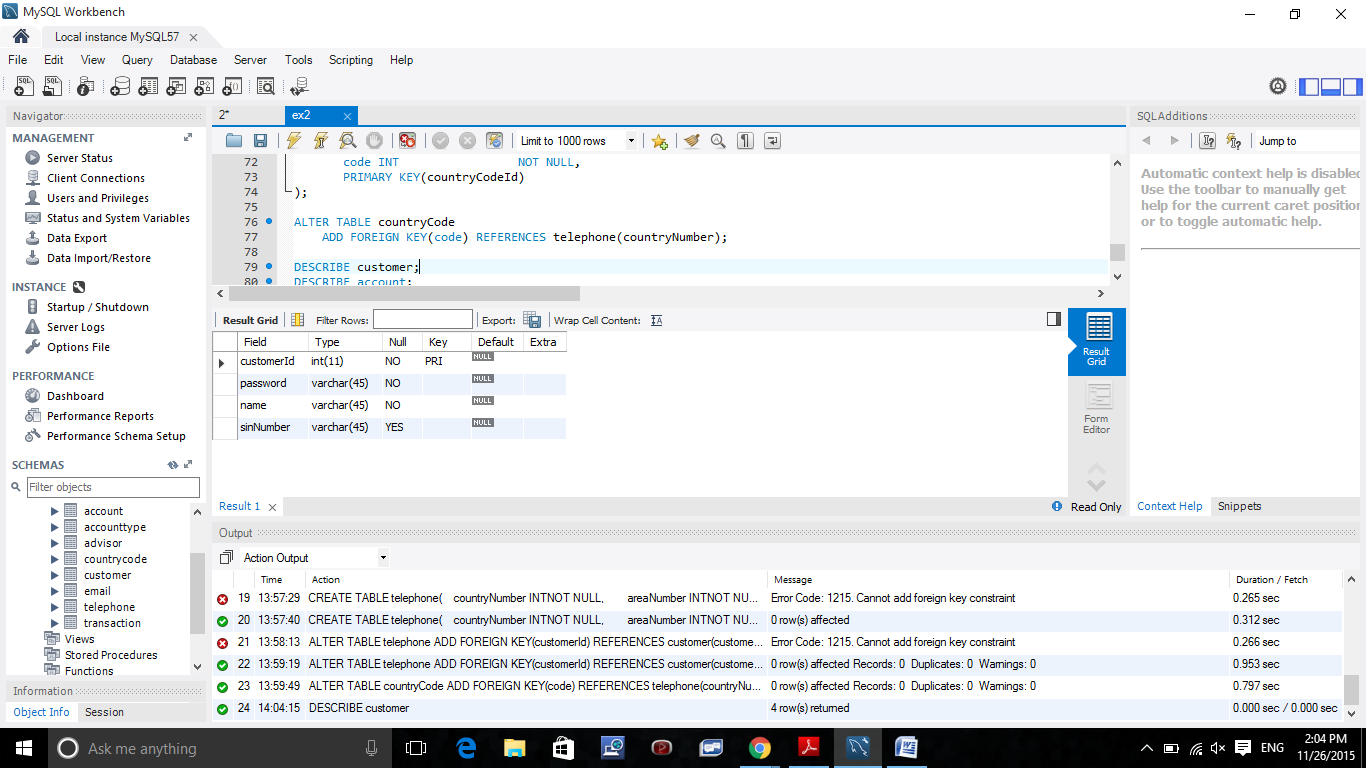 MySQL Workbench
Local instance MySQL57
File Edit View Query Database Server Tools Scripting Help
Navigator
MANAGEMENT
Server Status
Client Connections
Users and Privileges
Status and System Variables
Data Export
Data Import/Restore
INSTANCE
Startup / Shutdown
Server Logs
Options File
PERFORMANCE
Dashboard
Performance Reports
Performance Schema Setup
SCHEMAS
Filter objects
account
accounttype
advisor
countrycode
customer
email
telephone
transaction
Views
Stored Procedures
Functions
Information
Object Info Session
2* ex2
Limit to 1000 rows
72 code INT NOT NULL,
73 PRIMARY KEY(countryCodeId)
74 );
75
76 ALTER TABLE countryCode
77 ADD FOREIGN KEY(code) REFERENCES telephone(countryNumber);
78
79 DESCRIBE customer;
80 DESCRIBE account;
Result Grid Filter Rows: Export: Wrap Cell Content:
Field Type Null Key Default Extra
customerId int(11) NO PRI NULL
password varchar(45) NO NULL
name varchar(45) NO NULL
sinNumber varchar(45) YES NULL
Result
Grid
Form
Editor
Result 1
Read Only
SQLAdditions
Jump to
Automatic context help is disabled
Use the toolbar to manually get
help for the current caret position
or to toggle automatic help.
Context Help Snippets
Output
Action Output
Time Action Message Duration / Fetch
19 13:57:29 CREATE TABLE telephone( countryNumber INTNOT NULL, areaNumber INTNOT NU... Error Code: 1215. Cannot add foreign key constraint 0.265 sec
20 13:57:40 CREATE TABLE telephone( countryNumber INTNOT NULL, areaNumber INTNOT NU... 0 row(s) affected 0.312 sec
21 13:58:13 ALTER TABLE telephone ADD FOREIGN KEY(customerId) REFERENCES customer(custome... Error Code: 1215. Cannot add foreign key constraint 0.266 sec
22 13:59:19 ALTER TABLE telephone ADD FOREIGN KEY(customerId) REFERENCES customer(custome... 0 row(s) affected Records: 0 Duplicates: 0 Warnings: 0 0.953 sec
23 13:59:49 ALTER TABLE countryCode ADD FOREIGN KEY(code) REFERENCES telephone(countryNu... 0 row(s) affected Records: 0 Duplicates: 0 Warnings: 0 0.797 sec
24 14:04:15 DESCRIBE customer 4 row(s) returned 0.000 sec / 0.000 sec
Ask me anything
ENG
2:04 PM
11/26/2015